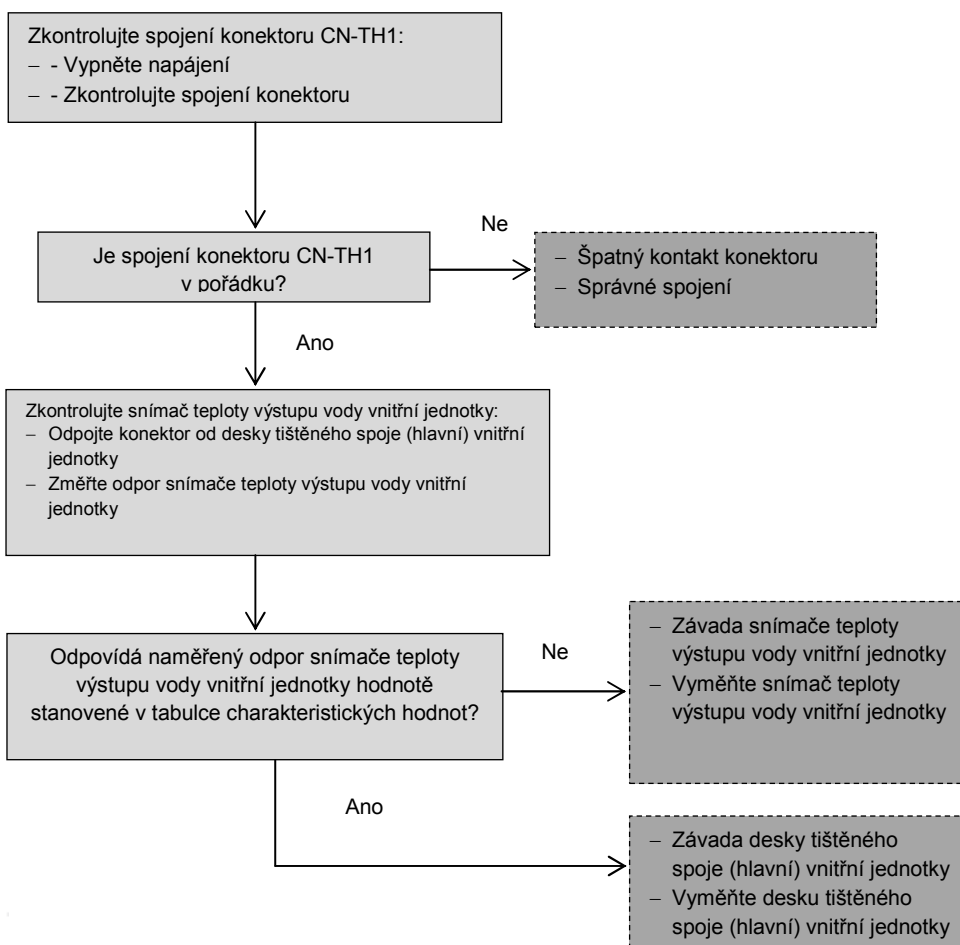 Zkontrolujte spojení konektoru CN-TH1:
– - Vypněte napájení
– - Zkontrolujte spojení konektoru
Ne
Je spojení konektoru CN-TH1
v pořádku?
– Špatný kontakt konektoru
– Správné spojení
Ano
Zkontrolujte snímač teploty výstupu vody vnitřní jednotky:
– Odpojte konektor od desky tištěného spoje (hlavní) vnitřní
jednotky
– Změřte odpor snímače teploty výstupu vody vnitřní
jednotky
Odpovídá naměřený odpor snímače teploty
výstupu vody vnitřní jednotky hodnotě
stanovené v tabulce charakteristických hodnot?
Ne
– Závada snímače teploty
výstupu vody vnitřní jednotky
– Vyměňte snímač teploty
výstupu vody vnitřní jednotky
Ano
– Závada desky tištěného
spoje (hlavní) vnitřní jednotky
– Vyměňte desku tištěného
spoje (hlavní) vnitřní jednotky